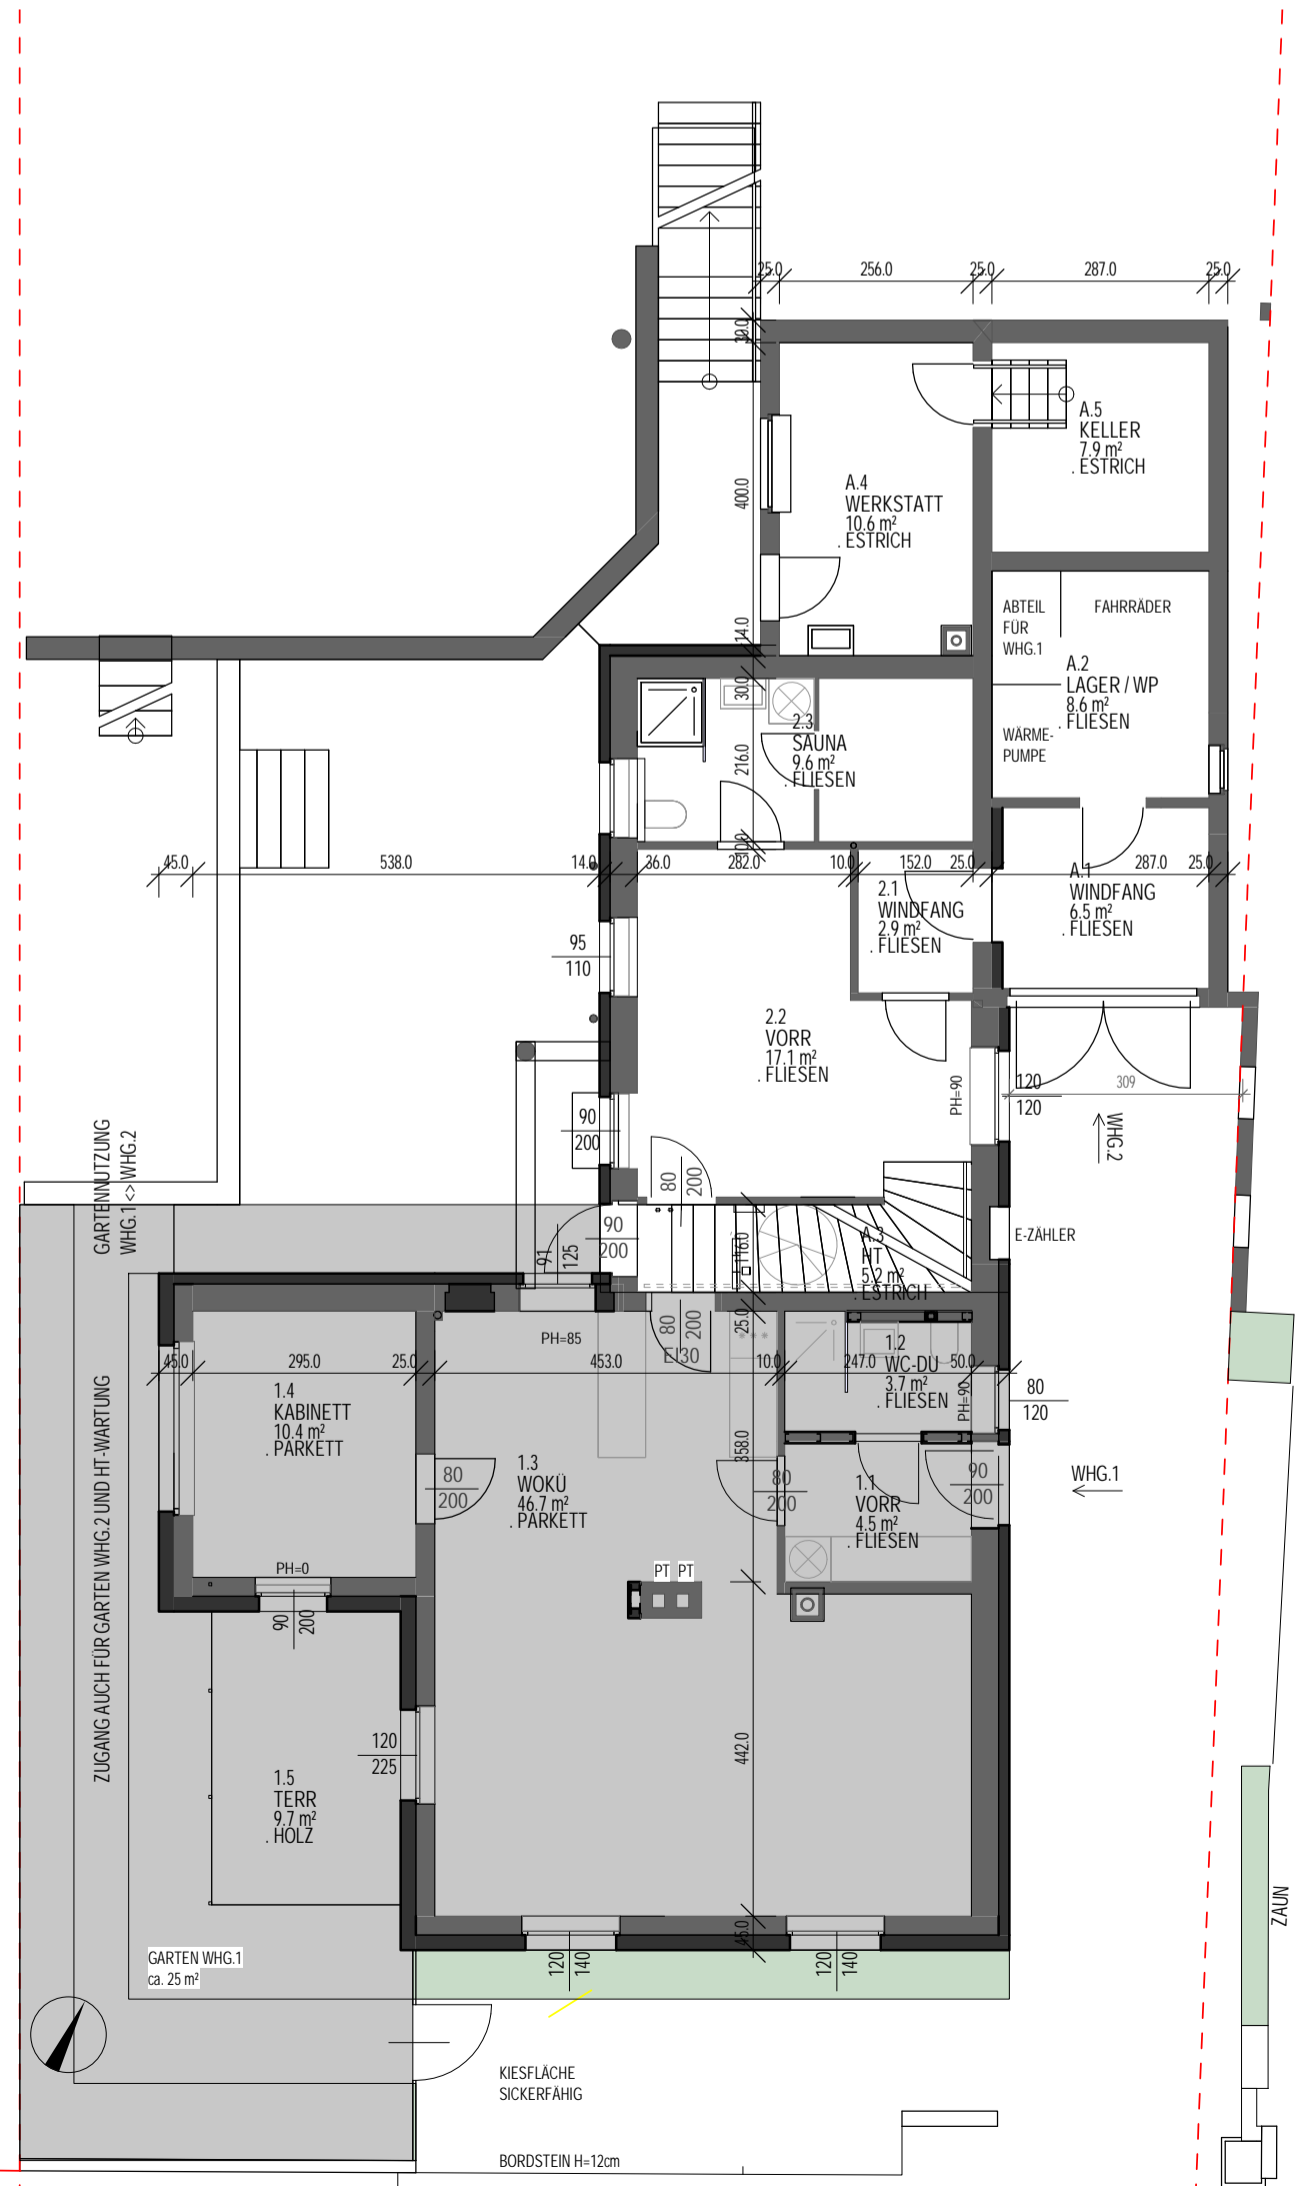 25.0
256.0
25.0
287.0
25.0
30.0
A.5
KELLER
7.9 m²
. ESTRICH
400.0
A.4
WERKSTATT
10.6 m²
. ESTRICH
ABTEIL
FÜR
WHG.1
FAHRRÄDER
14.0
A.2
LAGER / WP
8.6 m²
. FLIESEN
30.0
2.3
SAUNA
9.6 m²
. FLIESEN
WÄRME-
PUMPE
216.0
10.0
45.0
538.0
14.0
36.0
282.0
10.0
152.0
25.0
287.0
25.0
A.1
WINDFANG
6.5 m²
. FLIESEN
2.1
WINDFANG
2.9 m²
. FLIESEN
95
110
2.2
VORR
17.1 m²
. FLIESEN
PH=90
120
120
309
WHG.2
90
200
GARTENNUTZUNG
WHG.1 <> WHG.2
80
200
90
200
91
125
116.0
A.3
HT
5.2 m²
. ESTRICH
E-ZÄHLER
PH=85
80
200
EI30
25.0
45.0
295.0
25.0
453.0
10.0
247.0
50.0
1.2
WC-DU
3.7 m²
. FLIESEN
PH=90
80
120
1.4
KABINETT
10.4 m²
. PARKETT
358.0
1.3
WOKÜ
46.7 m²
. PARKETT
80
200
80
200
1.1
VORR
4.5 m²
. FLIESEN
90
200
WHG.1
ZUGANG AUCH FÜR GARTEN WHG.2 UND HT-WARTUNG
PH=0
90
200
PT
PT
120
225
442.0
1.5
TERR
9.7 m²
. HOLZ
45.0
ZAUN
GARTEN WHG.1
ca. 25 m²
120
140
120
140
KIESFLÄCHE
SICKERFÄHIG
BORDSTEIN H=12cm